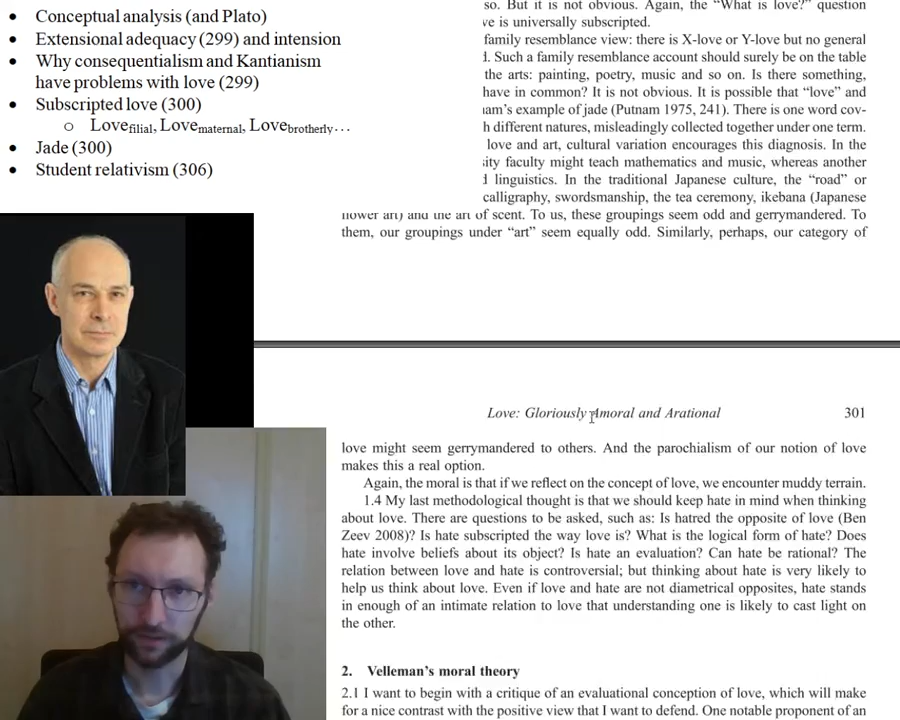 • Conceptual analysis (and Plato)
• Extensional adequacy (299) and intension
• Why consequentialism and Kantianism
have problems with love (299)
• Subscripted love (300)
o Lovefilial, Lovematernal, Lovebrotherly…
• Jade (300)
• Student relativism (306)
so. But it is not obvious. Again, the “What is love?” question
ve is universally subscripted.
family resemblance view: there is X-love or Y-love but no general
. Such a family resemblance account should surely be on the table
the arts: painting, poetry, music and so on. Is there something,
have in common? It is not obvious. It is possible that “love” and
am’s example of jade (Putnam 1975, 241). There is one word cov-
h different natures, misleadingly collected together under one term.
love and art, cultural variation encourages this diagnosis. In the
ity faculty might teach mathematics and music, whereas another
linguistics. In the traditional Japanese culture, the “road” or
calligraphy, swordsmanship, the tea ceremony, ikebana (Japanese
flower art) and the art of scent. To us, these groupings seem odd and gerrymandered. To
them, our groupings under “art” seem equally odd. Similarly, perhaps, our category of
Love: Gloriously Amoral and Arational 301
love might seem gerrymandered to others. And the parochialism of our notion of love
makes this a real option.
Again, the moral is that if we reflect on the concept of love, we encounter muddy terrain.
1.4 My last methodological thought is that we should keep hate in mind when thinking
about love. There are questions to be asked, such as: Is hatred the opposite of love (Ben
Zeev 2008)? Is hate subscripted the way love is? What is the logical form of hate? Does
hate involve beliefs about its object? Is hate an evaluation? Can hate be rational? The
relation between love and hate is controversial; but thinking about hate is very likely to
help us think about love. Even if love and hate are not diametrical opposites, hate stands
in enough of an intimate relation to love that understanding one is likely to cast light on
the other.
2. Velleman’s moral theory
2.1 I want to begin with a critique of an evaluational conception of love, which will make
for a nice contrast with the positive view that I want to defend. One notable proponent of an